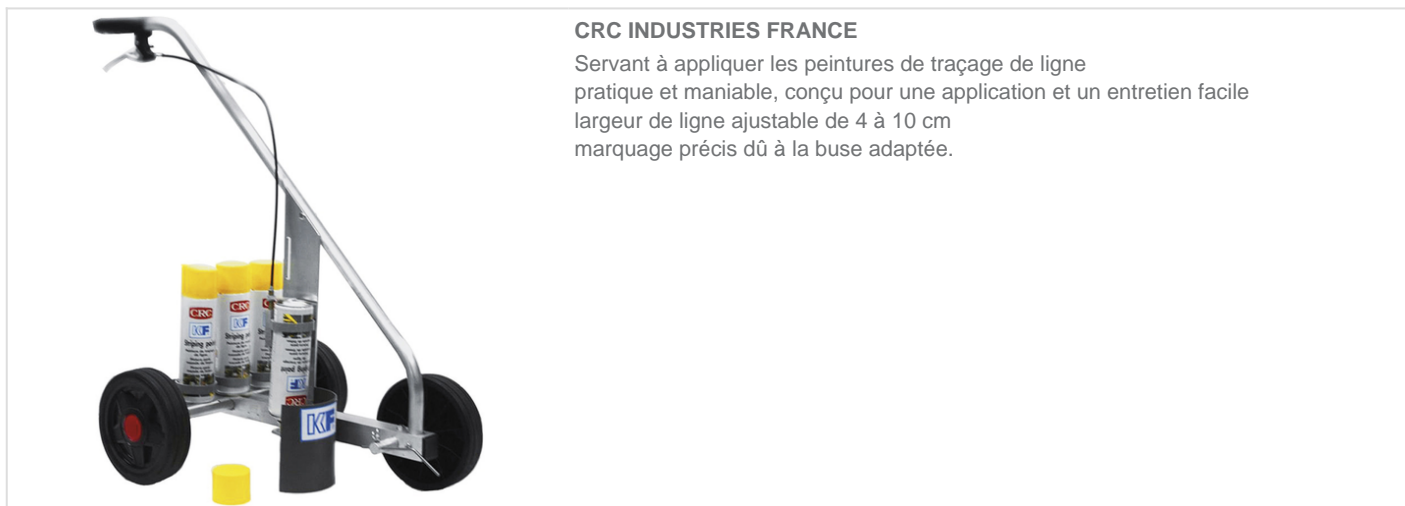 CRC INDUSTRIES FRANCE
Servant à appliquer les peintures de traçage de ligne
pratique et maniable, conçu pour une application et un entretien facile
largeur de ligne ajustable de 4 à 10 cm
marquage précis dû à la buse adaptée.
CRC
CRC
KF
KF
Striping paint
KF
CRC
KF